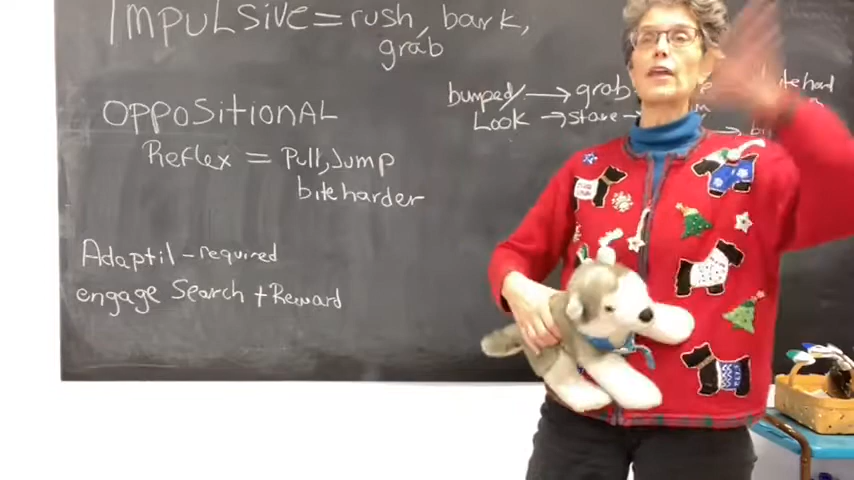 IMPULSIVE = rush, bark,
grab
OPPOSITIONAL
Reflex = Pull, Jump
bite harder
Adaptil - required
engage Search + Reward
bumped/ → grab
Look → stare →